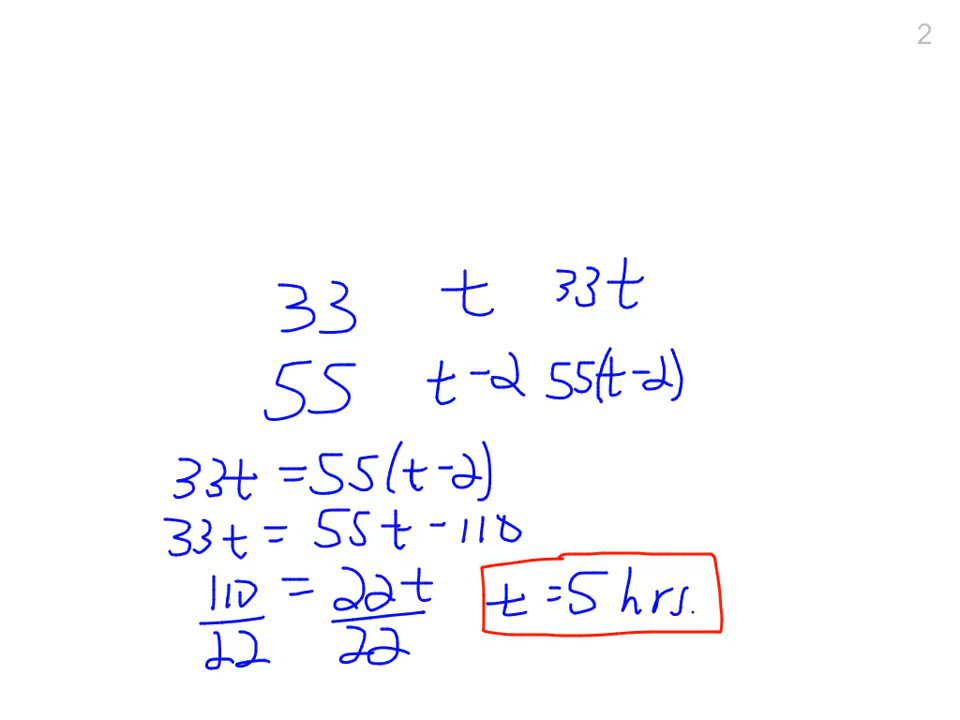 2
33 t 33t
55 t-2 55(t-2)
33t = 55(t-2)
33t = 55t - 110
110/22 = 22t/22
t = 5 hrs.